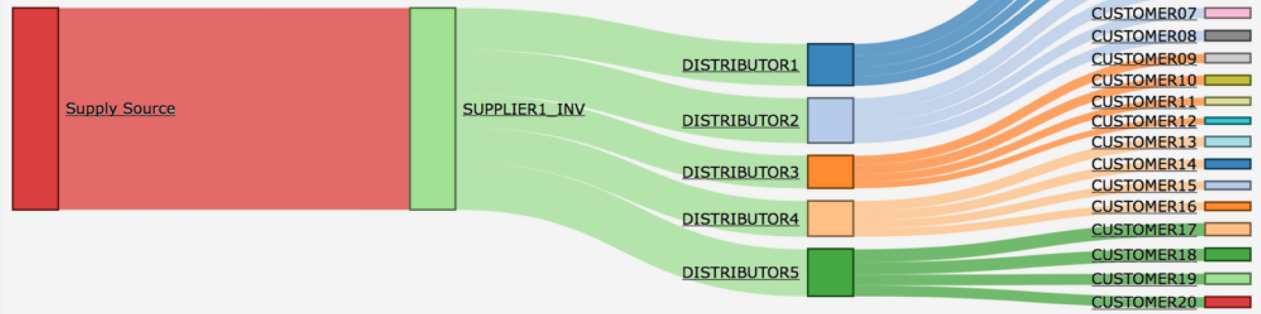 Supply Source
SUPPLIER1_INV
DISTRIBUTOR1
DISTRIBUTOR2
DISTRIBUTOR3
DISTRIBUTOR4
DISTRIBUTOR5
CUSTOMER07
CUSTOMER08
CUSTOMER09
CUSTOMER10
CUSTOMER11
CUSTOMER12
CUSTOMER13
CUSTOMER14
CUSTOMER15
CUSTOMER16
CUSTOMER17
CUSTOMER18
CUSTOMER19
CUSTOMER20